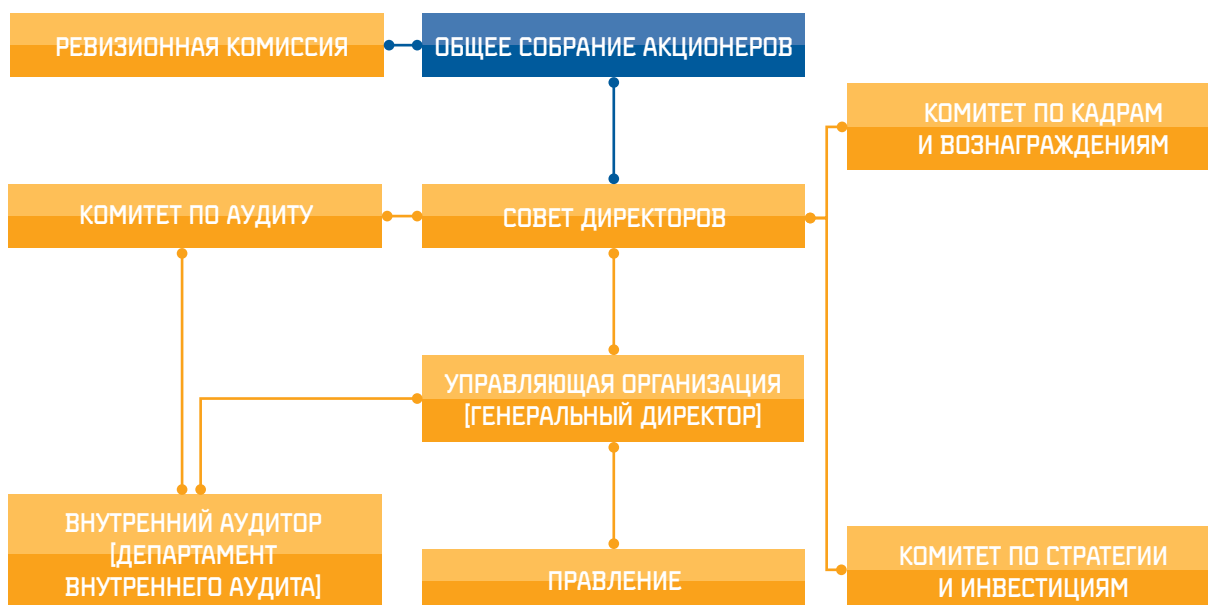 РЕВИЗИОННАЯ КОМИССИЯ
ОБЩЕЕ СОБРАНИЕ АКЦИОНЕРОВ
КОМИТЕТ ПО КАДРАМ
И ВОЗНАГРАЖДЕНИЯМ
КОМИТЕТ ПО АУДИТУ
СОВЕТ ДИРЕКТОРОВ
УПРАВЛЯЮЩАЯ ОРГАНИЗАЦИЯ
[ГЕНЕРАЛЬНЫЙ ДИРЕКТОР]
ВНУТРЕННИЙ АУДИТОР
[ДЕПАРТАМЕНТ
ВНУТРЕННЕГО АУДИТА]
ПРАВЛЕНИЕ
КОМИТЕТ ПО СТРАТЕГИИ
И ИНВЕСТИЦИЯМ